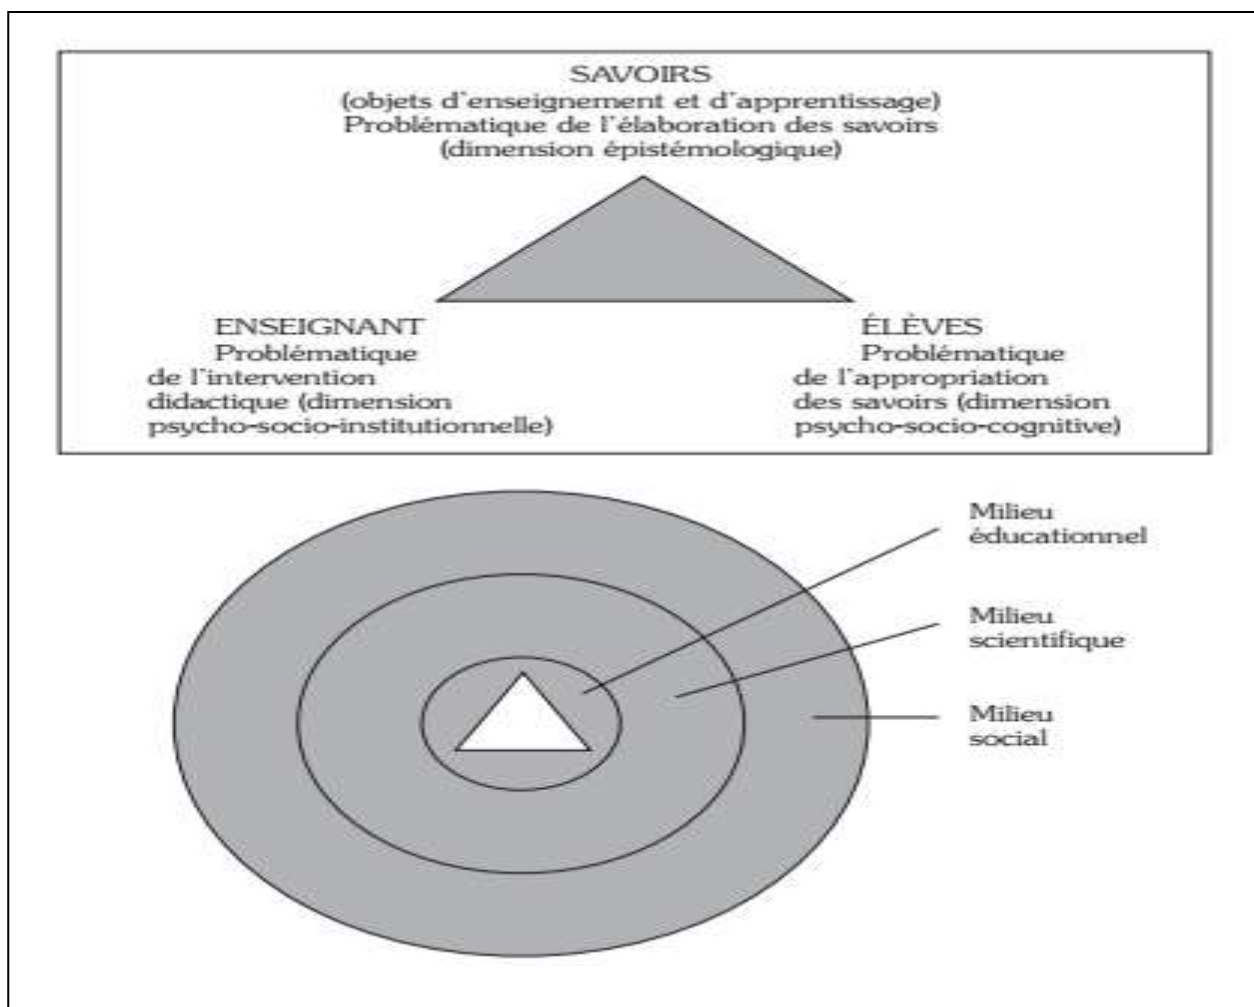 SAVOIRS
(objets d'enseignement et d'apprentissage)
Problématique de l'élaboration des savoirs
(dimension épistémologique)
ENSEIGNANT
Problématique
de l'intervention
didactique (dimension
psycho-socio-institutionnelle)
ÉLÈVES
Problématique
de l'appropriation
des savoirs (dimension
psycho-socio-cognitive)
Milieu
éducationnel
Milieu
scientifique
Milieu
social